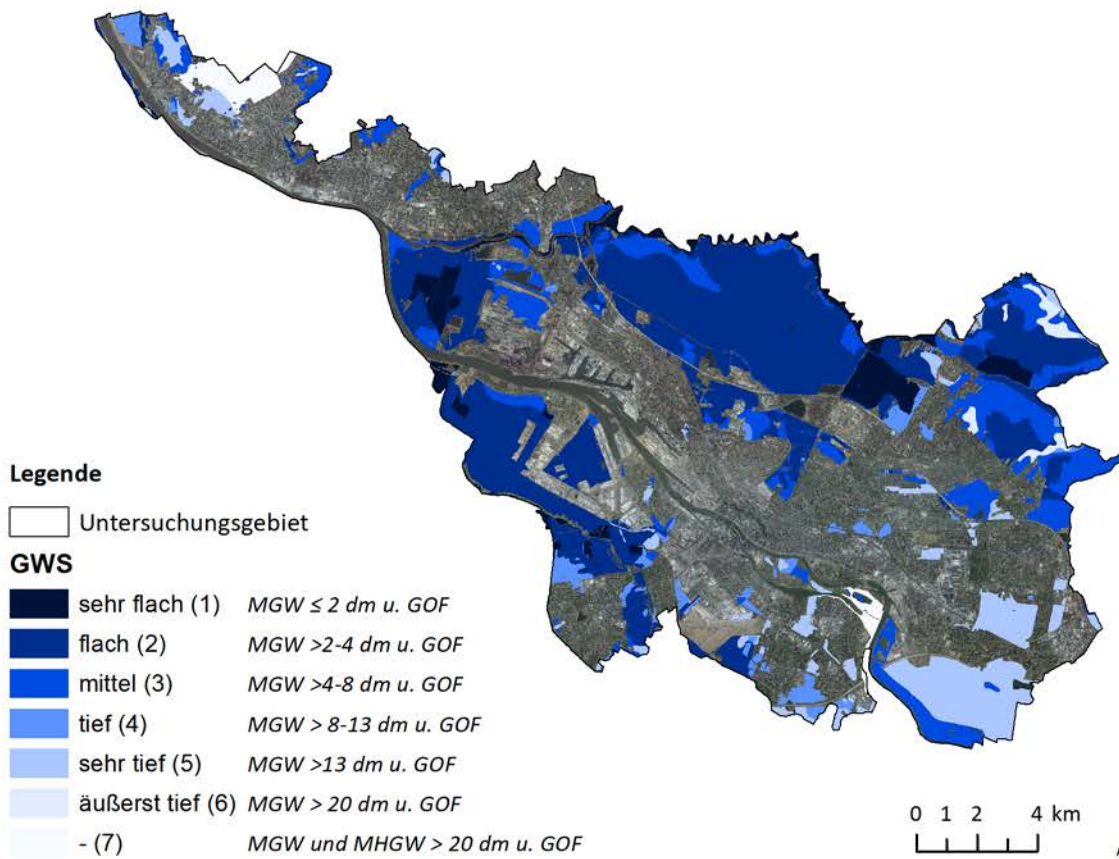 Legende
Untersuchungsgebiet
GWS
sehr flach (1) MGW ≤ 2 dm u. GOF
flach (2) MGW >2-4 dm u. GOF
mittel (3) MGW >4-8 dm u. GOF
tief (4) MGW > 8-13 dm u. GOF
sehr tief (5) MGW >13 dm u. GOF
äußerst tief (6) MGW > 20 dm u. GOF
- (7) MGW und MHGW > 20 dm u. GOF
0 1 2 4 km